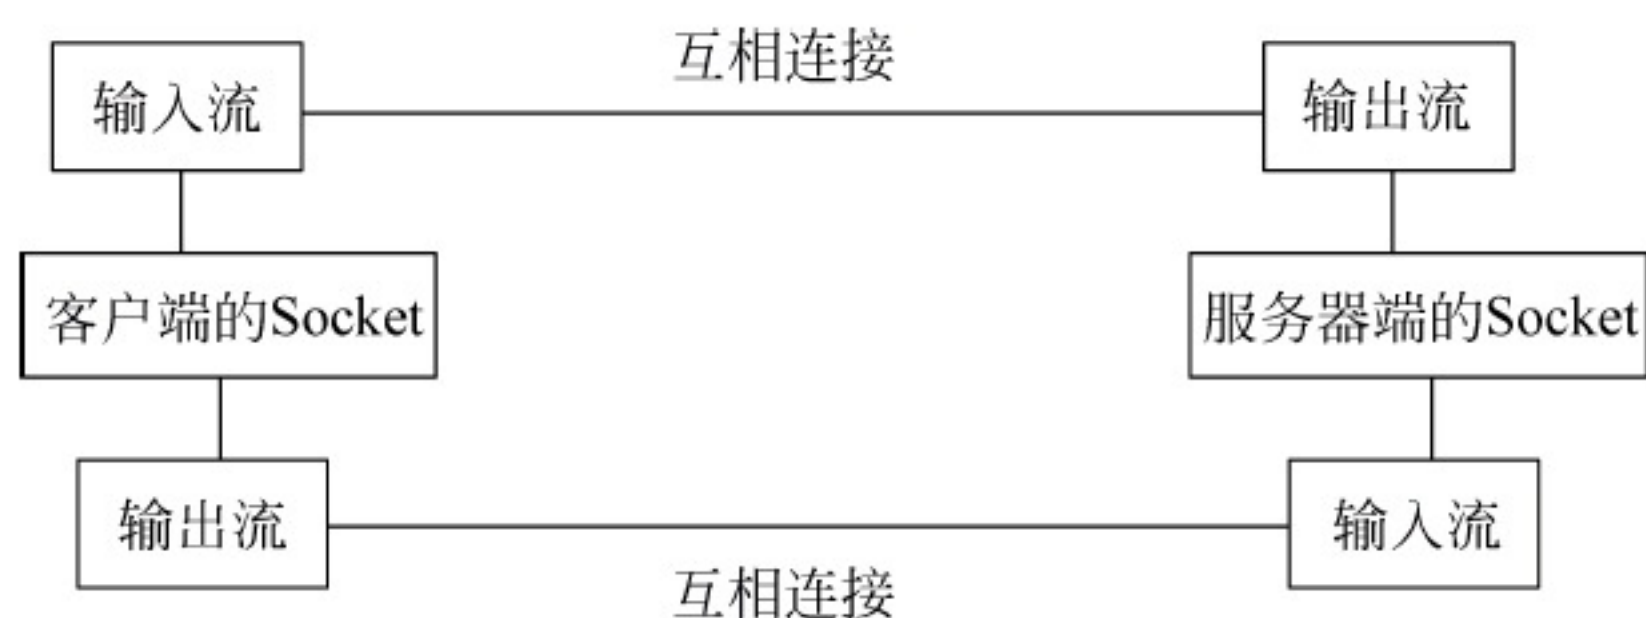 互相连接
输入流
输出流
客户端的Socket
服务器端的Socket
输出流
输入流
互相连接